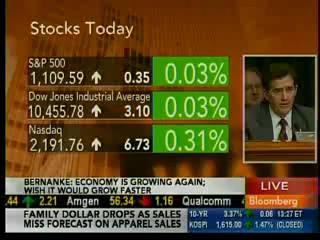 Stocks Today
S&P 500
1,109.59 ↑ 0.35 0.03%
Dow Jones Industrial Average
10,455.78 ↑ 3.10 0.03%
Nasdaq
2,191.76 ↑ 6.73 0.31%
BERNANKE: ECONOMY IS GROWING AGAIN;
WISH IT WOULD GROW FASTER
LIVE
44 ↑ 2.21 Amgen 56.34 ↓ 1.16 Qualcomm
Bloomberg
FAMILY DOLLAR DROPS AS SALES
MISS FORECAST ON APPAREL SALES
10-YR 3.37% ↑ 0.06 13:27 ET
KOSPI 1,615.00 ↑ 1.47% (CLOSE)